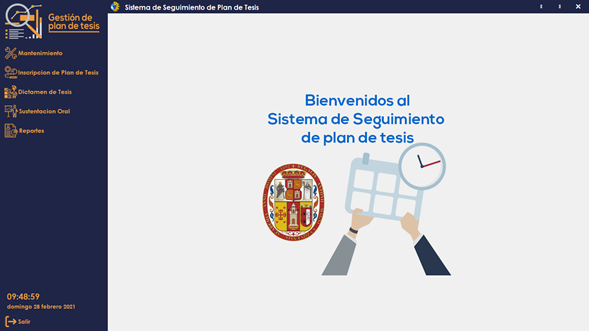 Gestión de
plan de tesis
Sistema de Seguimiento de Plan de Tesis
Mantenimiento
Inscripcion de Plan de Tesis
Dictamen de Tesis
Sustentacion Oral
Reportes
Bienvenidos al
Sistema de Seguimiento
de plan de tesis
09:48:59
domingo 28 febrero 2021
Salir